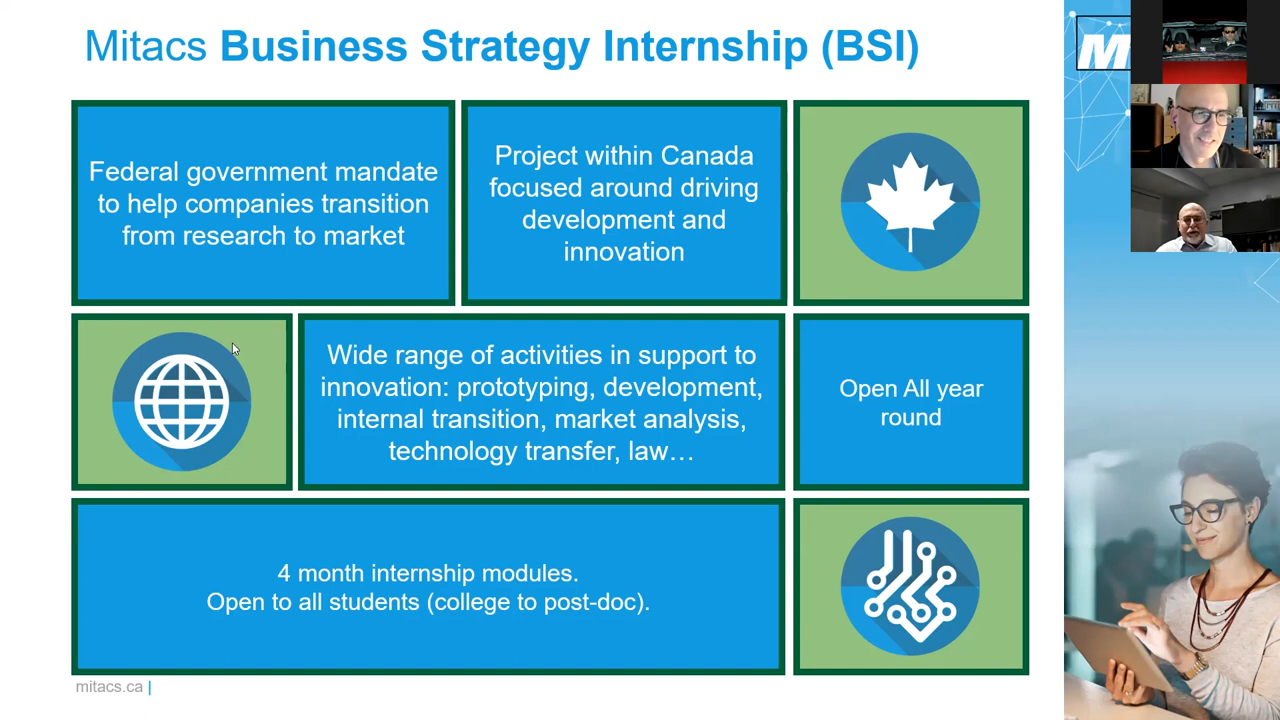 Mitacs Business Strategy Internship (BSI)
Federal government mandate
to help companies transition
from research to market
Project within Canada
focused around driving
development and
innovation
Wide range of activities in support to
innovation: prototyping, development,
internal transition, market analysis,
technology transfer, law…
Open All year
round
4 month internship modules.
Open to all students (college to post-doc).
mitacs.ca |
M